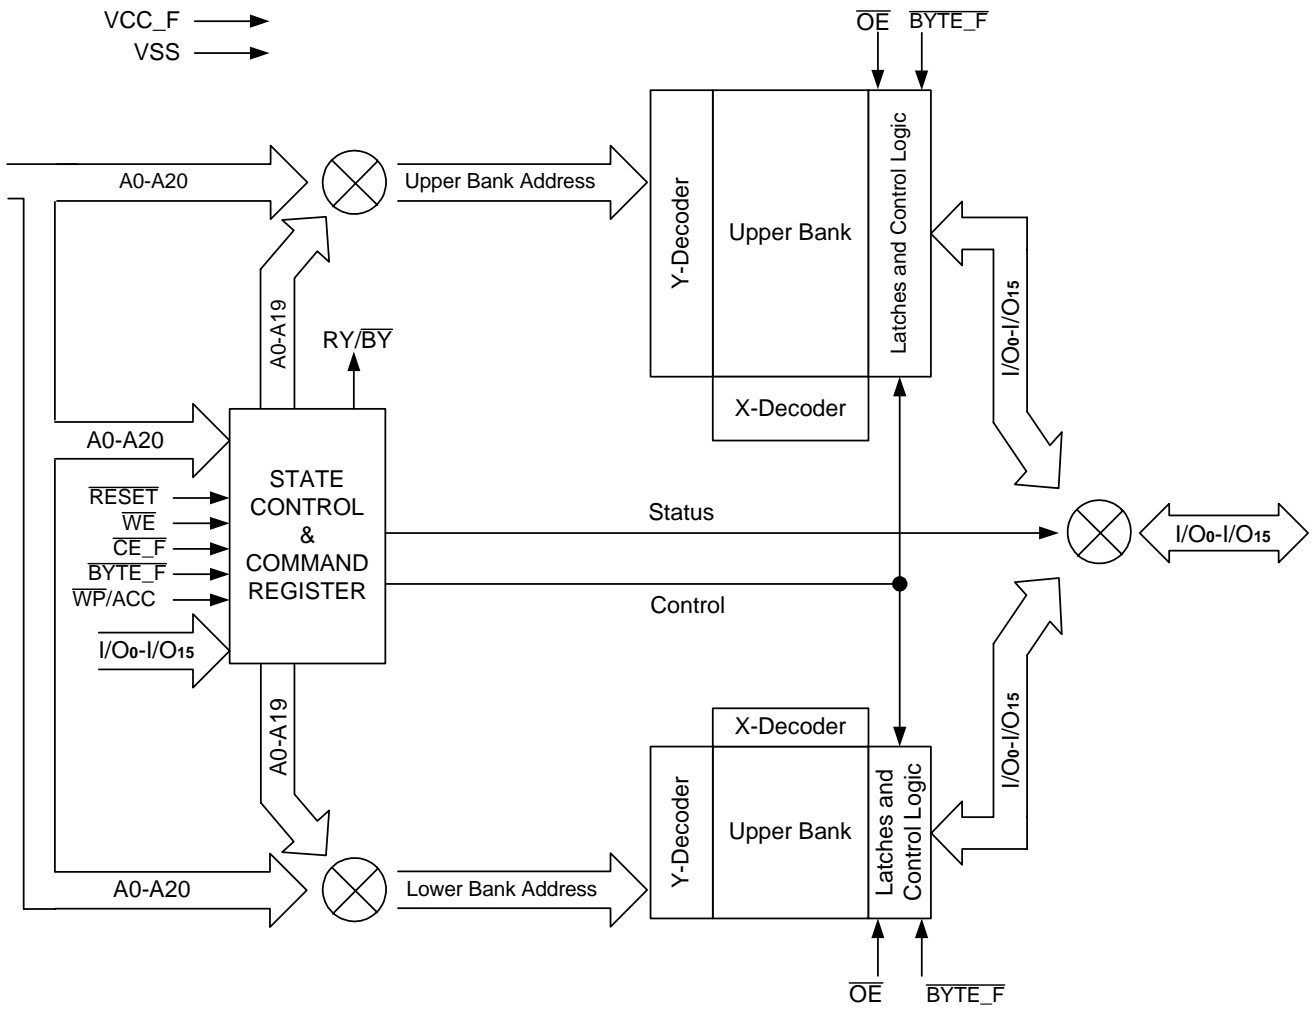 VCC_F
VSS
OE
BYTE_F
A0-A20
Upper Bank Address
Y-Decoder
Upper Bank
Latches and Control Logic
X-Decoder
I/O0-I/O15
A0-A19
RY/BY
A0-A20
RESET
WE
CE_F
BYTE_F
WP/ACC
I/O0-I/O15
STATE
CONTROL
&
COMMAND
REGISTER
Status
Control
I/O0-I/O15
A0-A19
X-Decoder
Y-Decoder
Upper Bank
Latches and
Control Logic
I/O0-I/O15
A0-A20
Lower Bank Address
OE
BYTE_F